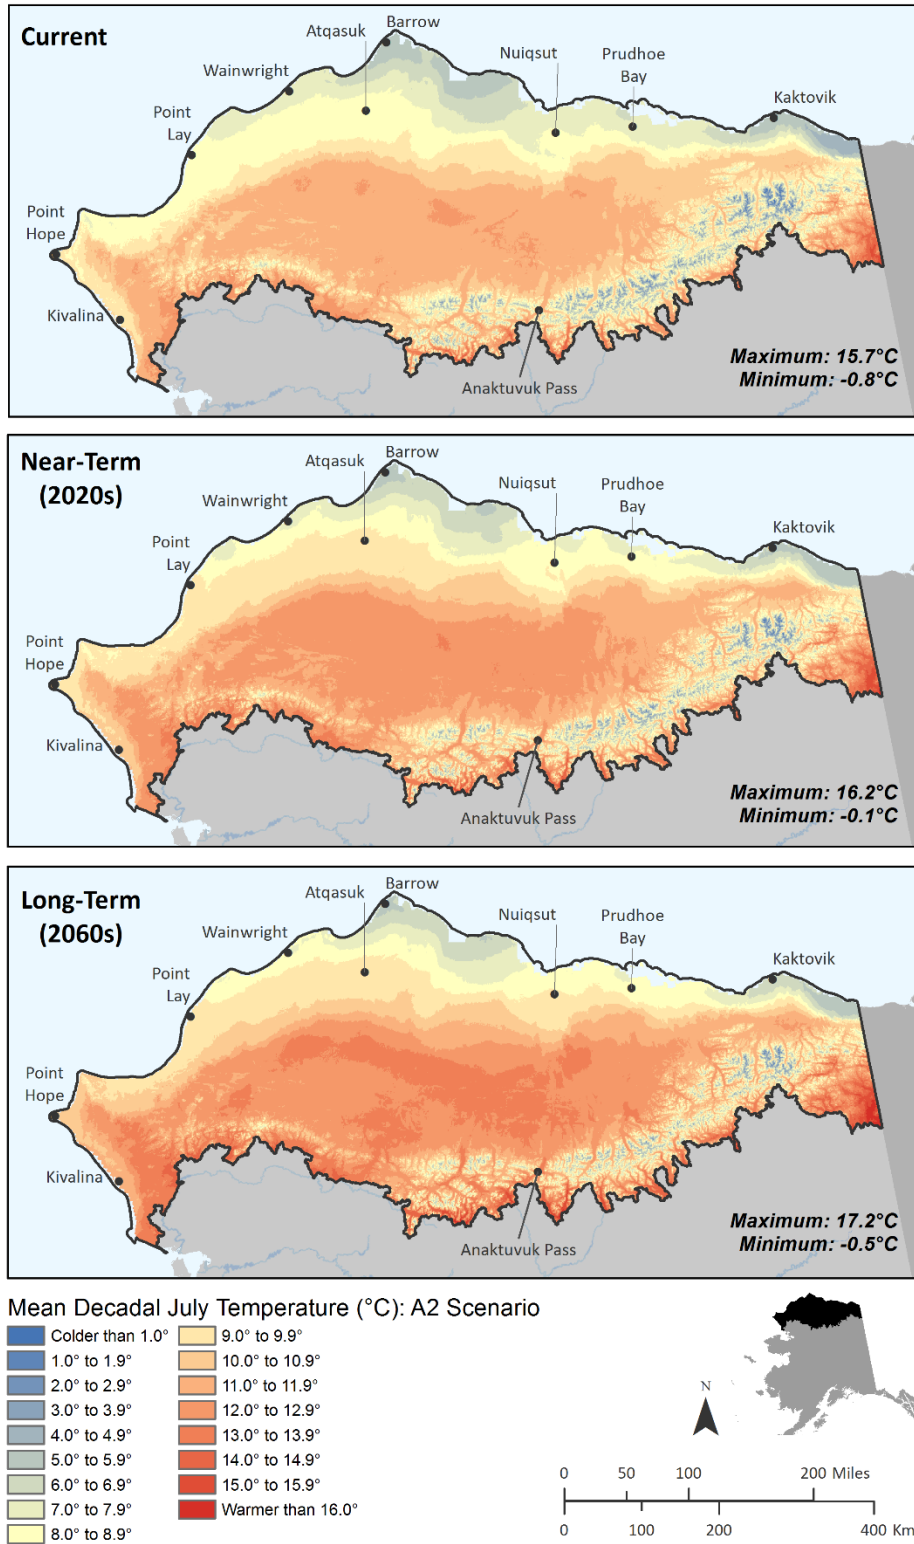 Current
Barrow
Atqasuk
Nuiqsut
Prudhoe
Bay
Wainwright
Kaktovik
Point
Lay
Point
Hope
Kivalina
Anaktuvuk Pass
Maximum: 15.7°C
Minimum: -0.8°C
Near-Term
(2020s)
Barrow
Atqasuk
Nuiqsut
Prudhoe
Bay
Wainwright
Kaktovik
Point
Lay
Point
Hope
Kivalina
Anaktuvuk Pass
Maximum: 16.2°C
Minimum: -0.1°C
Long-Term
(2060s)
Barrow
Atqasuk
Nuiqsut
Prudhoe
Bay
Wainwright
Kaktovik
Point
Lay
Point
Hope
Kivalina
Anaktuvuk Pass
Maximum: 17.2°C
Minimum: -0.5°C
Mean Decadal July Temperature (°C): A2 Scenario
Colder than 1.0°
1.0° to 1.9°
2.0° to 2.9°
3.0° to 3.9°
4.0° to 4.9°
5.0° to 5.9°
6.0° to 6.9°
7.0° to 7.9°
8.0° to 8.9°
9.0° to 9.9°
10.0° to 10.9°
11.0° to 11.9°
12.0° to 12.9°
13.0° to 13.9°
14.0° to 14.9°
15.0° to 15.9°
Warmer than 16.0°
N
0 50 100 200 Miles
0 100 200 400 Km